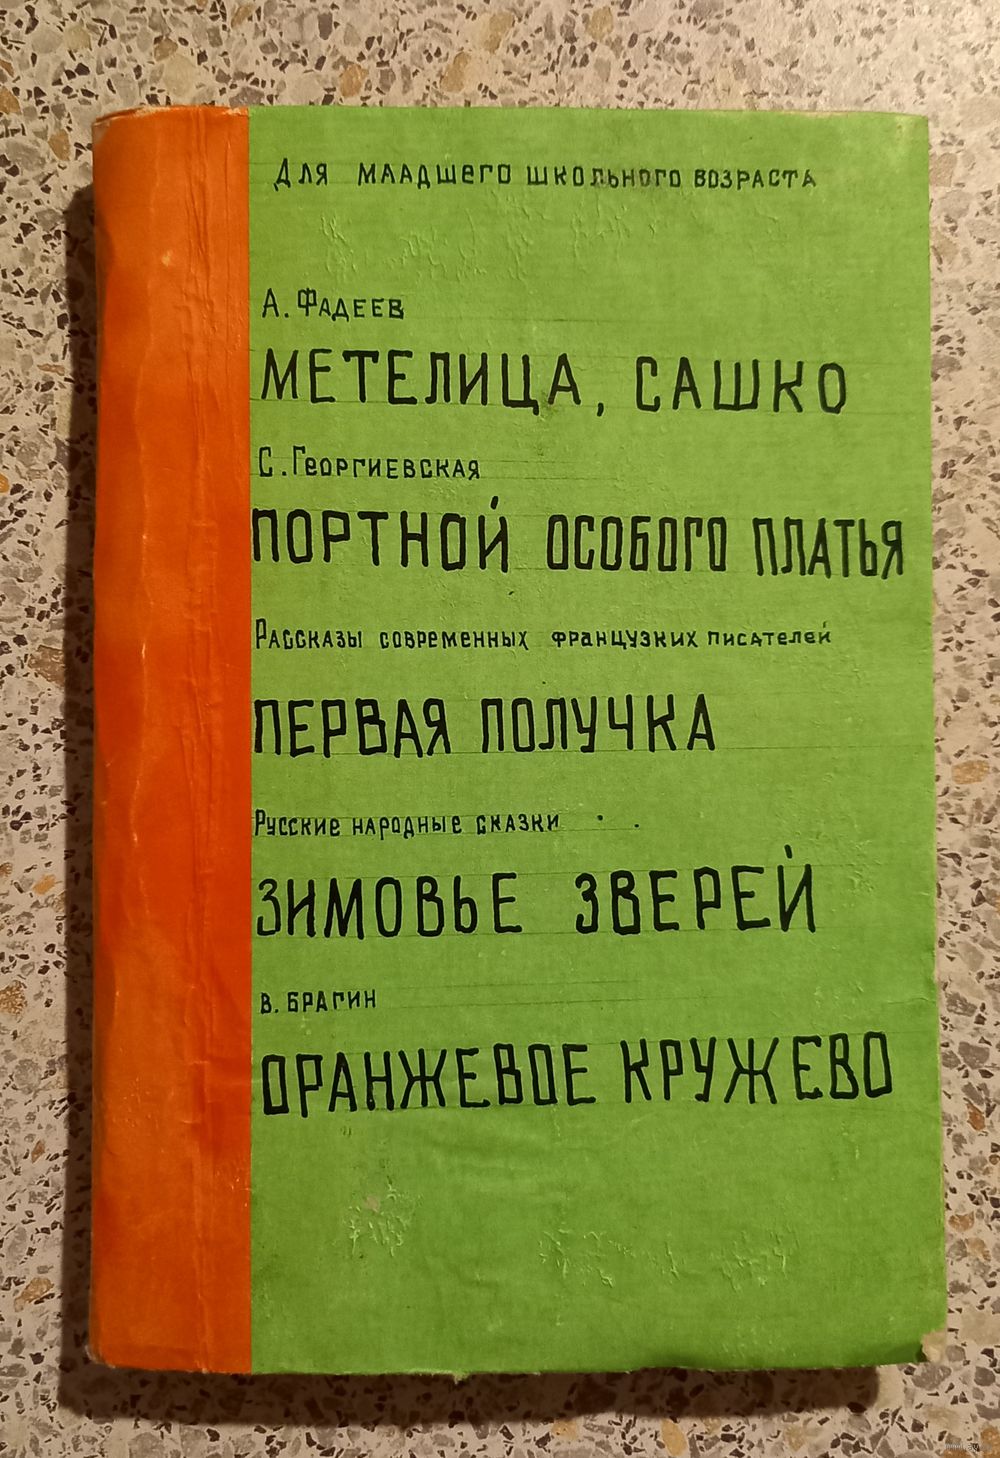 Для младшего школьного возраста
А. Фадеев
МЕТЕЛИЦА, САШКО
С. Георгиевская
ПОРТНОЙ ОСОБОГО ПЛАТЬЯ
Рассказы современных французких писателей
ПЕРВАЯ ПОЛУЧКА
Русские народные сказки
ЗИМОВЬЕ ЗВЕРЕЙ
В. БРАГИН
ОРАНЖЕВОЕ КРУЖЕВО